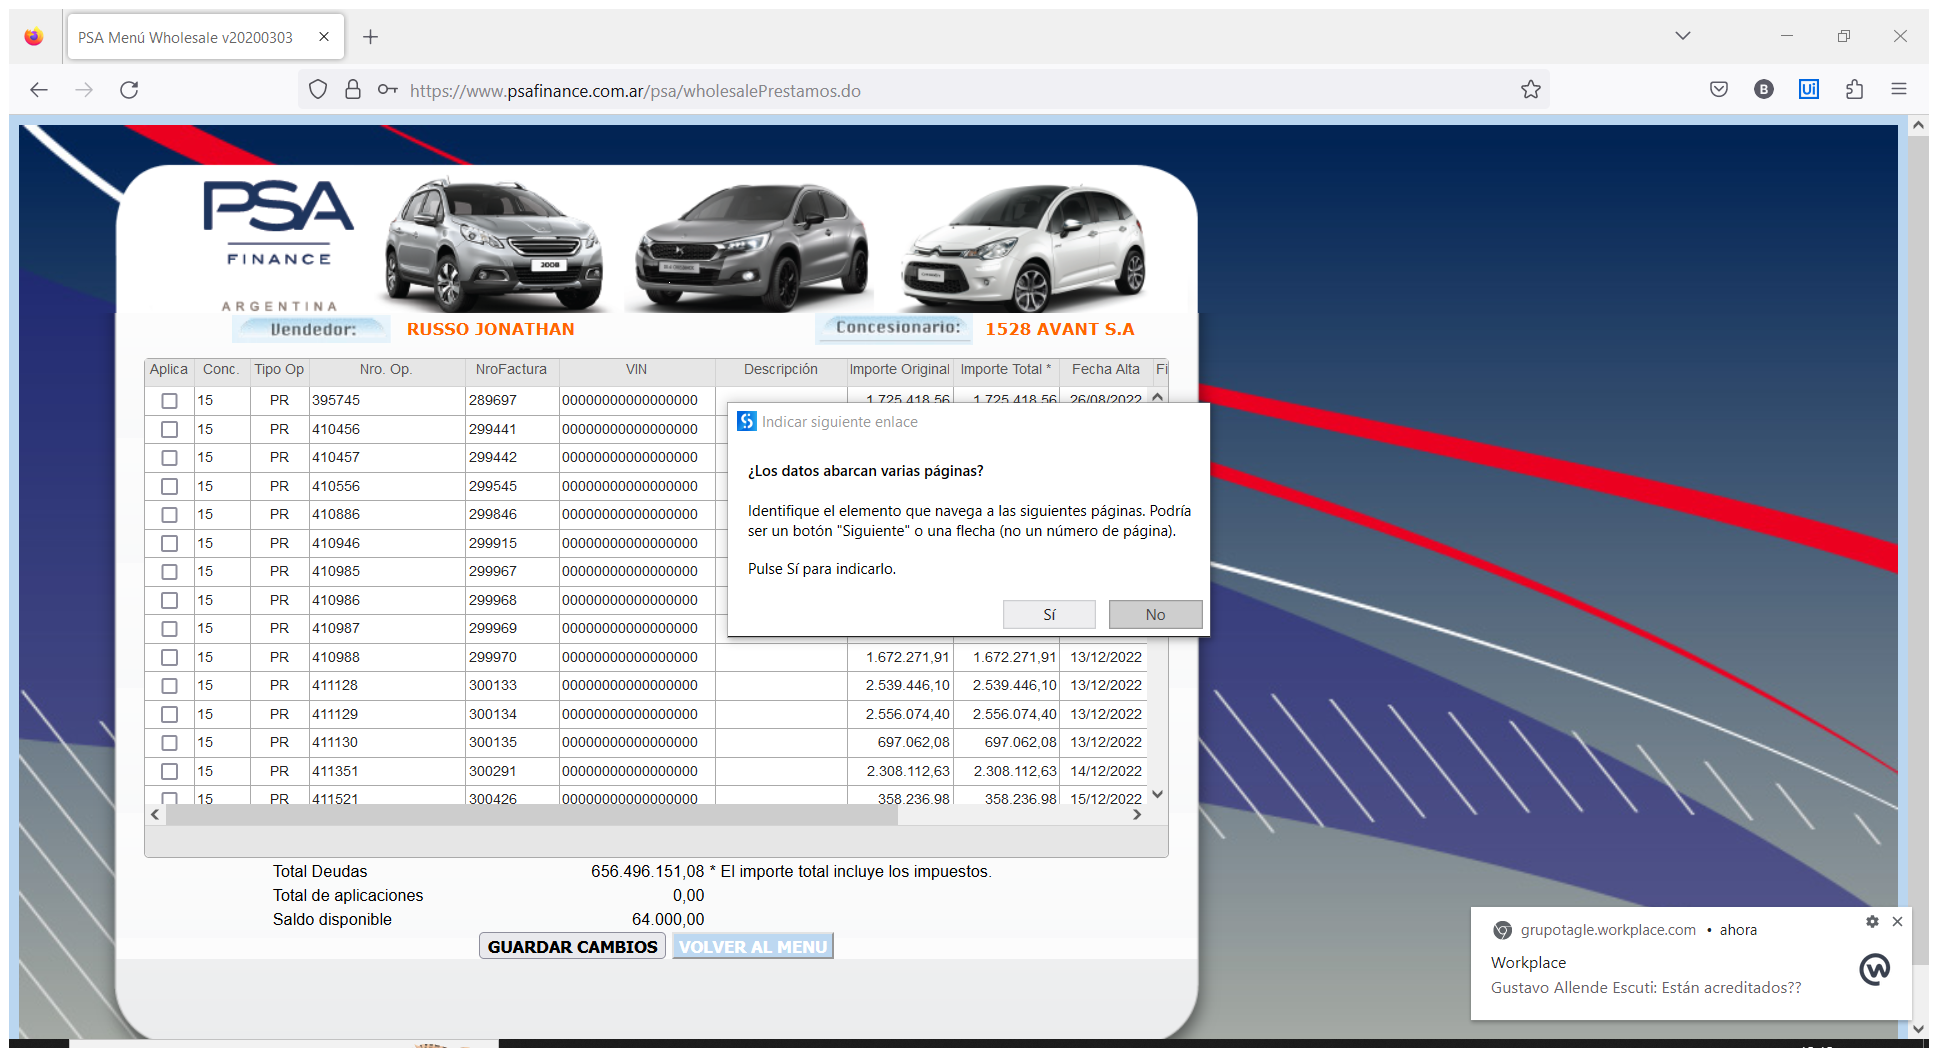 PSA Menú Wholesale v20200303
https://www.psafinance.com.ar/psa/wholesalePrestamos.do
B
Ui
PSA
FINANCE
ARGENTINA
Vendedor: RUSSO JONATHAN Concesionario: 1528 AVANT S.A
Aplica Conc. Tipo Op Nro. Op. NroFactura VIN Descripción Importe Original Importe Total * Fecha Alta Fi
15 PR 395745 289697 00000000000000000 1.725.418,56 1.725.418,56 26/08/2022
15 PR 410456 299441 00000000000000000
15 PR 410457 299442 00000000000000000
15 PR 410556 299545 00000000000000000
15 PR 410886 299846 00000000000000000
15 PR 410946 299915 00000000000000000
15 PR 410985 299967 00000000000000000
15 PR 410986 299968 00000000000000000
15 PR 410987 299969 00000000000000000
15 PR 410988 299970 00000000000000000 1.672.271,91 1.672.271,91 13/12/2022
15 PR 411128 300133 00000000000000000 2.539.446,10 2.539.446,10 13/12/2022
15 PR 411129 300134 00000000000000000 2.556.074,40 2.556.074,40 13/12/2022
15 PR 411130 300135 00000000000000000 697.062,08 697.062,08 13/12/2022
15 PR 411351 300291 00000000000000000 2.308.112,63 2.308.112,63 14/12/2022
15 PR 411521 300426 00000000000000000 358.236,98 358.236,98 15/12/2022
Indicar siguiente enlace
¿Los datos abarcan varias páginas?
Identifique el elemento que navega a las siguientes páginas. Podría
ser un botón "Siguiente" o una flecha (no un número de página).
Pulse Sí para indicarlo.
Sí No
Total Deudas 656.496.151,08 * El importe total incluye los impuestos.
Total de aplicaciones 0,00
Saldo disponible 64.000,00
GUARDAR CAMBIOS VOLVER AL MENU
grupotagle.workplace.com • ahora
Workplace
Gustavo Allende Escuti: Están acreditados??